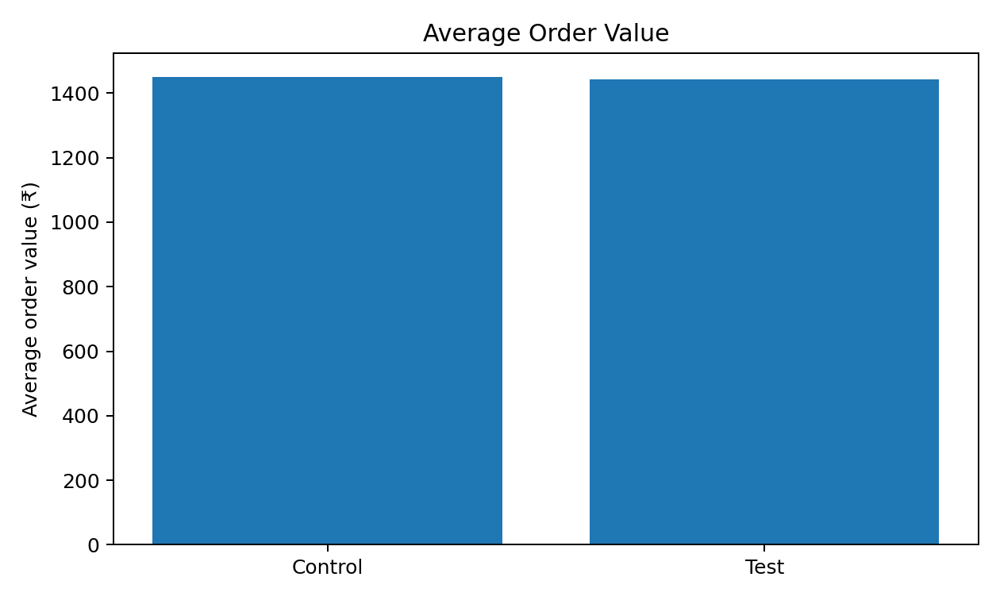 Average Order Value
Average order value (₹)
1400
1200
1000
800
600
400
200
0
Control
Test